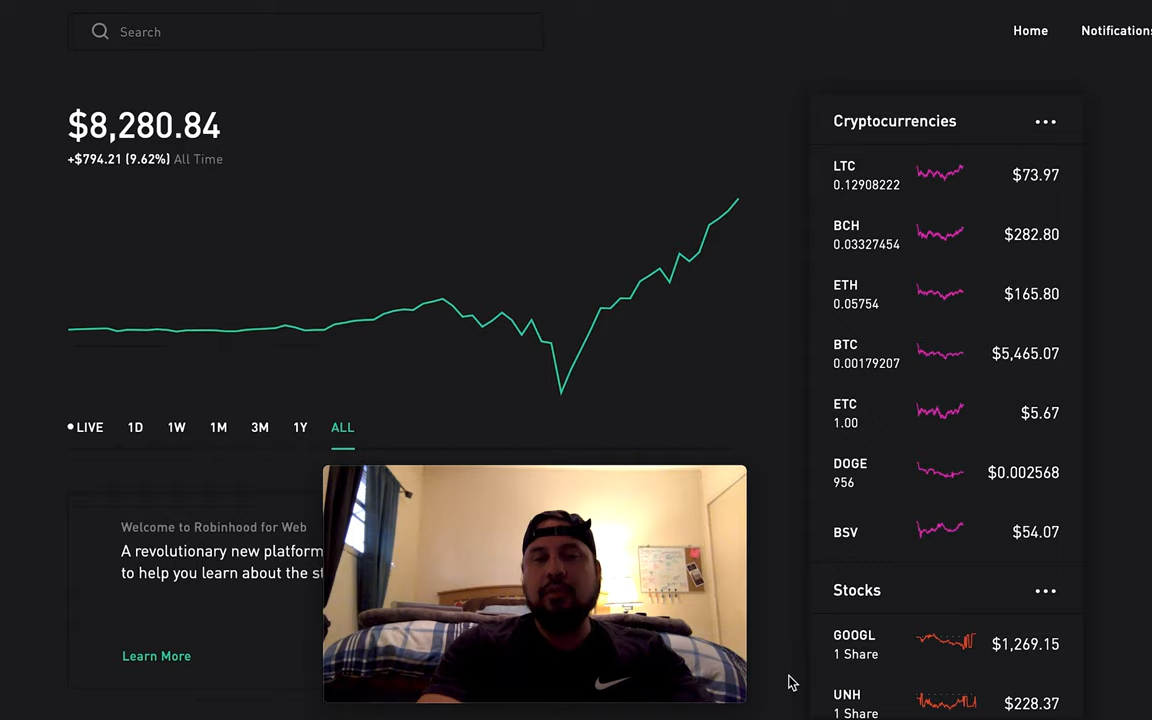 Search
Home
Notifications
$8,280.84
+$794.21 (9.62%) All Time
LIVE 1D 1W 1M 3M 1Y ALL
Welcome to Robinhood for Web
A revolutionary new platform
to help you learn about the
Learn More
Cryptocurrencies
LTC
0.12908222
$73.97
BCH
0.03327454
$282.80
ETH
0.05754
$165.80
BTC
0.00179207
$5,465.07
ETC
1.00
$5.67
DOGE
956
$0.002568
BSV
$54.07
Stocks
GOOGL
1 Share
$1,269.15
UNH
1 Share
$228.37